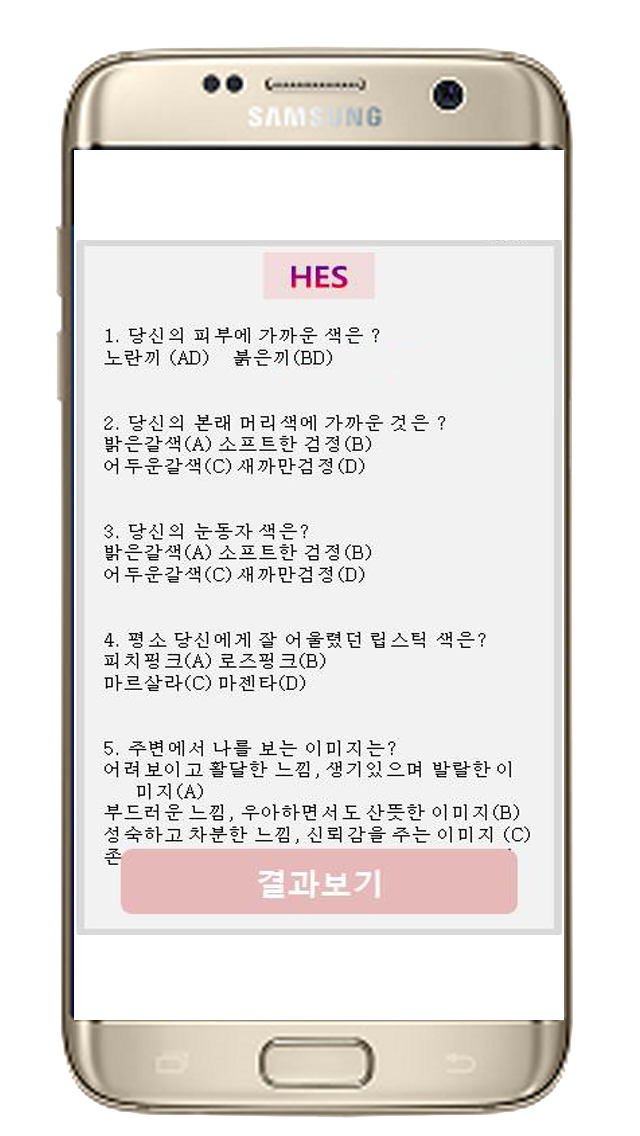 SAMSUNG
HES
1. 당신의 피부에 가까운 색은 ?
노란끼 (AD) 붉은끼(BD)
2. 당신의 본래 머리색에 가까운 것은 ?
밝은갈색(A) 소프트한 검정(B)
어두운갈색(C) 새까만검정(D)
3. 당신의 눈동자 색은?
밝은갈색(A) 소프트한 검정(B)
어두운갈색(C) 새까만검정(D)
4. 평소 당신에게 잘 어울렸던 립스틱 색은?
피치핑크(A) 로즈핑크(B)
마르살라(C) 마젠타(D)
5. 주변에서 나를 보는 이미지는?
어려보이고 활달한 느낌, 생기있으며 발랄한 이
미지(A)
부드러운 느낌, 우아하면서도 산뜻한 이미지(B)
성숙하고 차분한 느낌, 신뢰감을 주는 이미지 (C)
존
결과보기